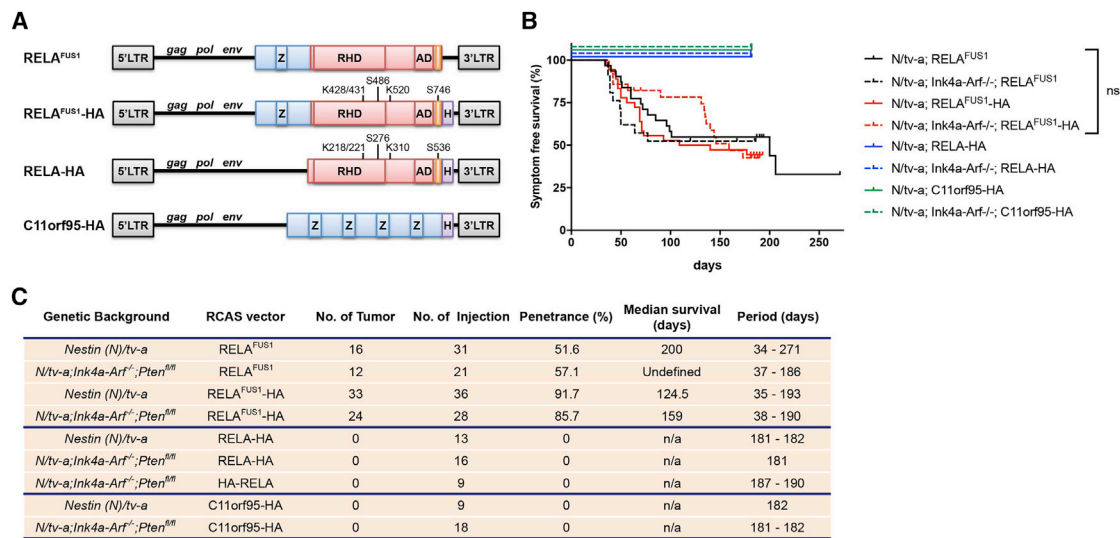 A
RELA^FUS1
5'LTR gag pol env Z RHD AD 3'LTR
S486
K428/431 K520 S746
RELA^FUS1-HA
5'LTR gag pol env Z RHD AD H 3'LTR
S276
K218/221 K310 S536
RELA-HA
5'LTR RHD AD H 3'LTR
gag pol env
C11orf95-HA
5'LTR Z Z Z Z H 3'LTR
B
Symptom free survival (%)
100
75
50
25
0
0 50 100 150 200 250
days
N/tv-a; RELA^FUS1
N/tv-a; Ink4a-Arf-/-; RELA^FUS1
N/tv-a; RELA^FUS1-HA
N/tv-a; Ink4a-Arf-/-; RELA^FUS1-HA
N/tv-a; RELA-HA
N/tv-a; Ink4a-Arf-/-; RELA-HA
N/tv-a; C11orf95-HA
N/tv-a; Ink4a-Arf-/-; C11orf95-HA
ns
C
Genetic Background RCAS vector No. of Tumor No. of Injection Penetrance (%) Median survival (days) Period (days)
Nestin (N)/tv-a RELA^FUS1 16 31 51.6 200 34 - 271
N/tv-a;Ink4a-Arf-/-;Pten^fl/fl RELA^FUS1 12 21 57.1 Undefined 37 - 186
Nestin (N)/tv-a RELA^FUS1-HA 33 36 91.7 124.5 35 - 193
N/tv-a;Ink4a-Arf-/-;Pten^fl/fl RELA^FUS1-HA 24 28 85.7 159 38 - 190
Nestin (N)/tv-a RELA-HA 0 13 0 n/a 181 - 182
N/tv-a;Ink4a-Arf-/-;Pten^fl/fl RELA-HA 0 16 0 n/a 181
N/tv-a;Ink4a-Arf-/-;Pten^fl/fl HA-RELA 0 9 0 n/a 187 - 190
Nestin (N)/tv-a C11orf95-HA 0 9 0 n/a 182
N/tv-a;Ink4a-Arf-/-;Pten^fl/fl C11orf95-HA 0 18 0 n/a 181 - 182